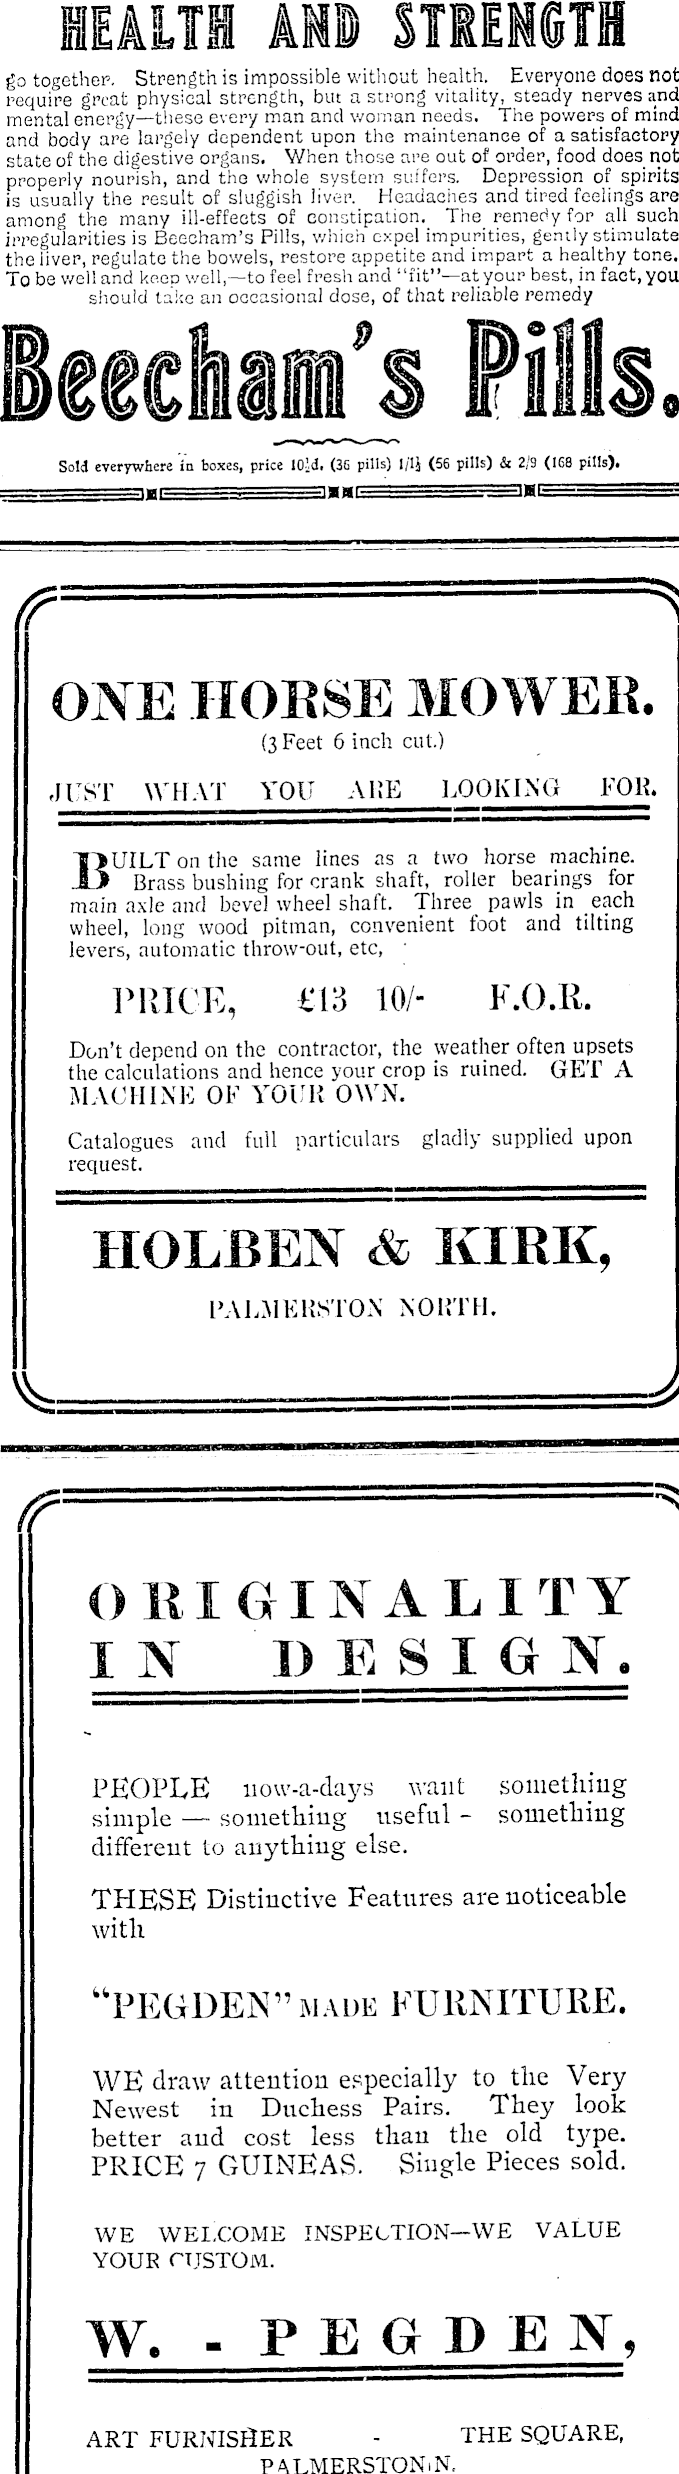 HEALTH AND STRENGTH
go together. Strength is impossible without health. Everyone does not
require great physical strength, but a strong vitality, steady nerves and
mental energy—these every man and woman needs. The powers of mind
and body are largely dependent upon the maintenance of a satisfactory
state of the digestive organs. When those are out of order, food does not
properly nourish, and the whole system suffers. Depression of spirits
is usually the result of sluggish liver. Headaches and tired feelings are
among the many ill-effects of constipation. The remedy for all such
irregularities is Beecham's Pills, which expel impurities, gently stimulate
the liver, regulate the bowels, restore appetite and impart a healthy tone.
To be well and keep well,—to feel fresh and "fit"—at your best, in fact, you
should take an occasional dose, of that reliable remedy
Beecham's Pills.
Sold everywhere in boxes, price 10½d. (36 pills) 1/1½ (56 pills) & 2/9 (168 pills).
ONE HORSE MOWER.
(3 Feet 6 inch cut.)
JUST WHAT YOU ARE LOOKING FOR.
BUILT on the same lines as a two horse machine.
Brass bushing for crank shaft, roller bearings for
main axle and bevel wheel shaft. Three pawls in each
wheel, long wood pitman, convenient foot and tilting
levers, automatic throw-out, etc,
PRICE, £13 10/- F.O.R.
Don't depend on the contractor, the weather often upsets
the calculations and hence your crop is ruined. GET A
MACHINE OF YOUR OWN.
Catalogues and full particulars gladly supplied upon
request.
HOLBEN & KIRK,
PALMERSTON NORTH.
ORIGINALITY
IN DESIGN.
PEOPLE now-a-days want something
simple — something useful - something
different to anything else.
THESE Distinctive Features are noticeable
with
"PEGDEN" MADE FURNITURE.
WE draw attention especially to the Very
Newest in Duchess Pairs. They look
better and cost less than the old type.
PRICE 7 GUINEAS. Single Pieces sold.
WE WELCOME INSPECTION—WE VALUE
YOUR CUSTOM.
W. - PEGDEN,
ART FURNISHER - THE SQUARE,
PALMERSTON N.